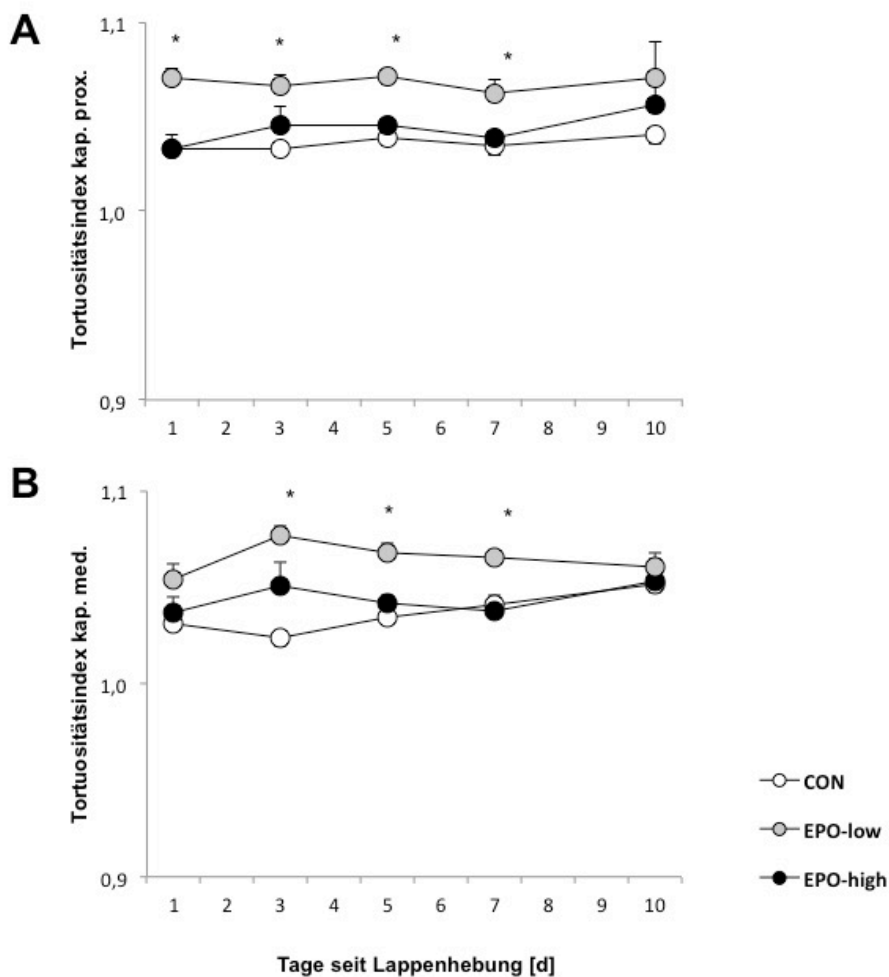 A
Tortuositätsindex kap. prox.
1,1
1,0
0,9
* * * *
1 2 3 4 5 6 7 8 9 10
B
Tortuositätsindex kap. med.
1,1
1,0
0,9
* * *
1 2 3 4 5 6 7 8 9 10
Tage seit Lappenhebung [d]
CON
EPO-low
EPO-high